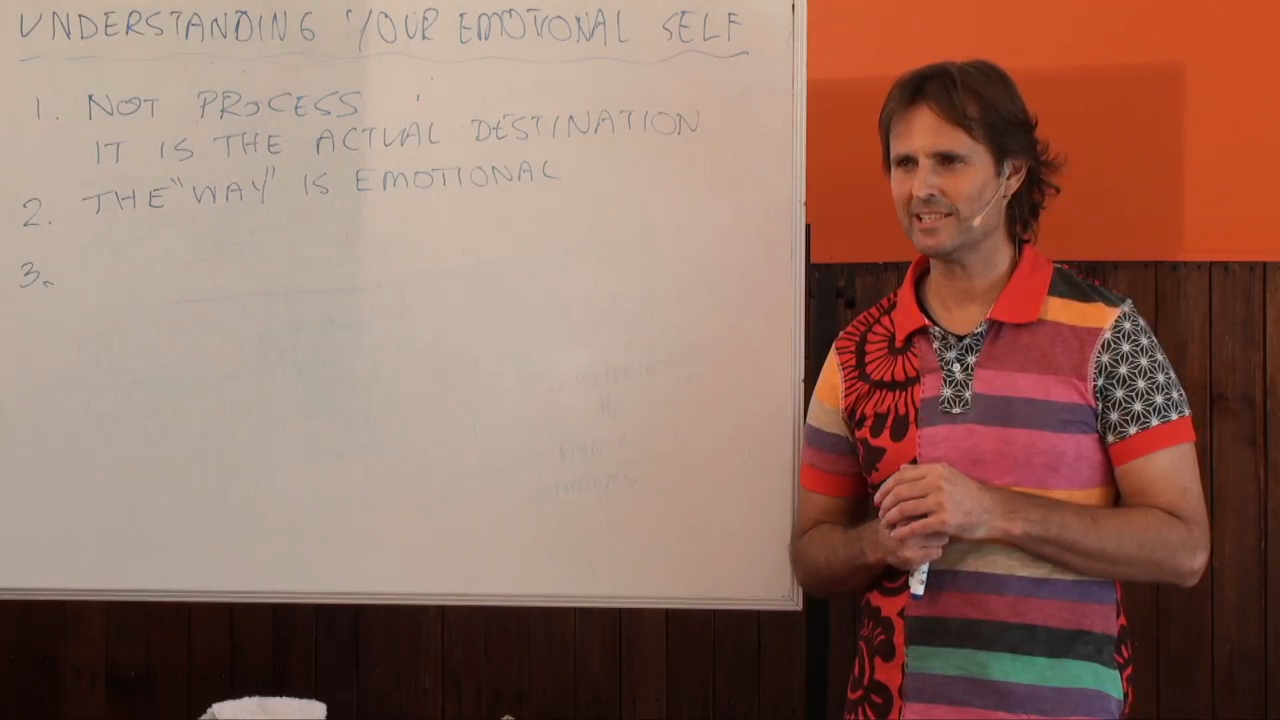 UNDERSTANDING YOUR EMOTIONAL SELF
1. NOT PROCESS
IT IS THE ACTUAL DESTINATION
2. THE "WAY" IS EMOTIONAL
3.